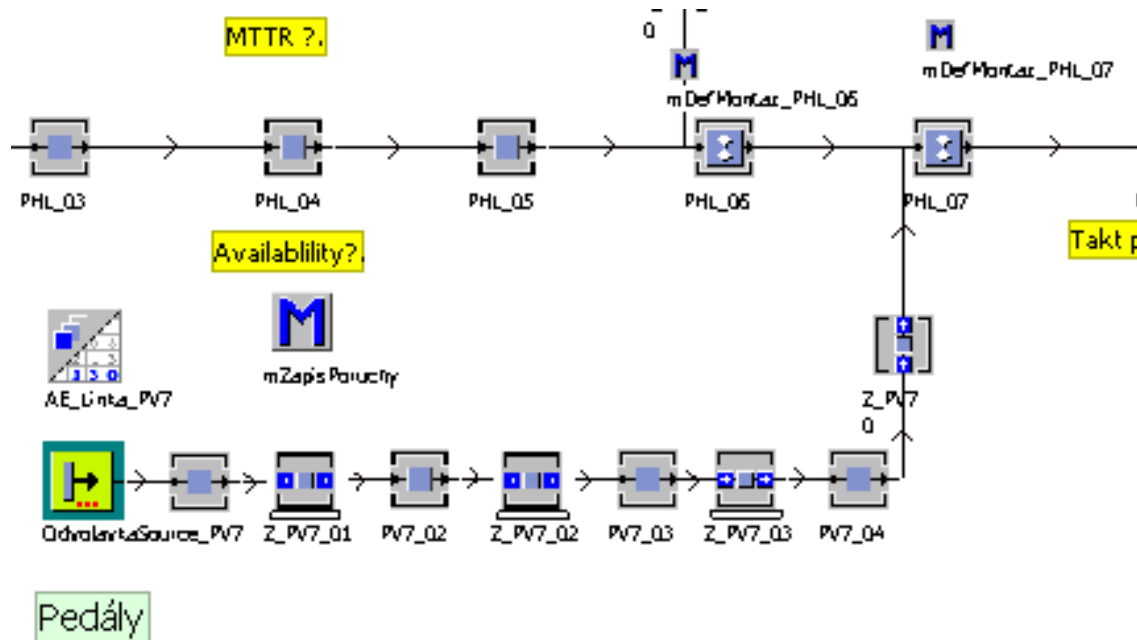 MTTR ?.
0
mDefMontaz_PHL_06
mDefMontaz_PHL_07
PHL_03
PHL_04
PHL_05
PHL_06
PHL_07
Availablility?.
Takt p
AE_Linka_PV7
mZapisPoruchy
Z_PV7
0
OdvolavkaSource_PV7
Z_PV7_01
PV7_02
Z_PV7_02
PV7_03
Z_PV7_03
PV7_04
Pedály